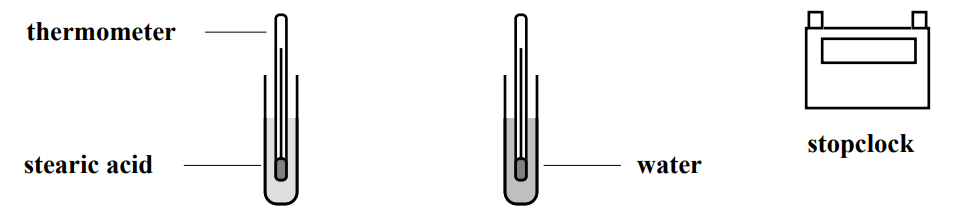 thermometer
stearic acid
water
stopclock